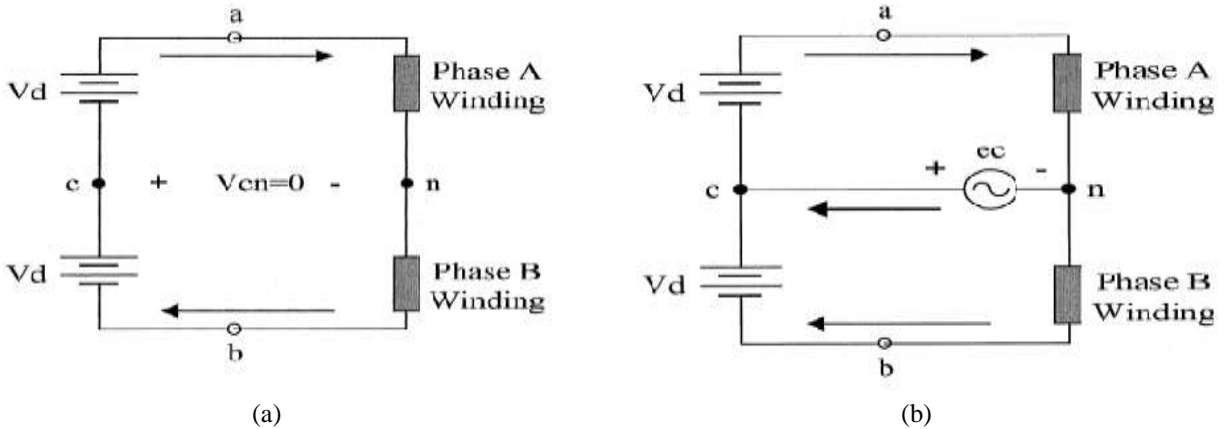 a
Vd
Phase A
Winding
c
+ Vcn=0 -
n
Vd
Phase B
Winding
b
(a)
a
Vd
Phase A
Winding
ec
+ -
c
n
Vd
Phase B
Winding
b
(b)